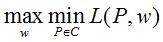 max min L(P, w)
w P∈C